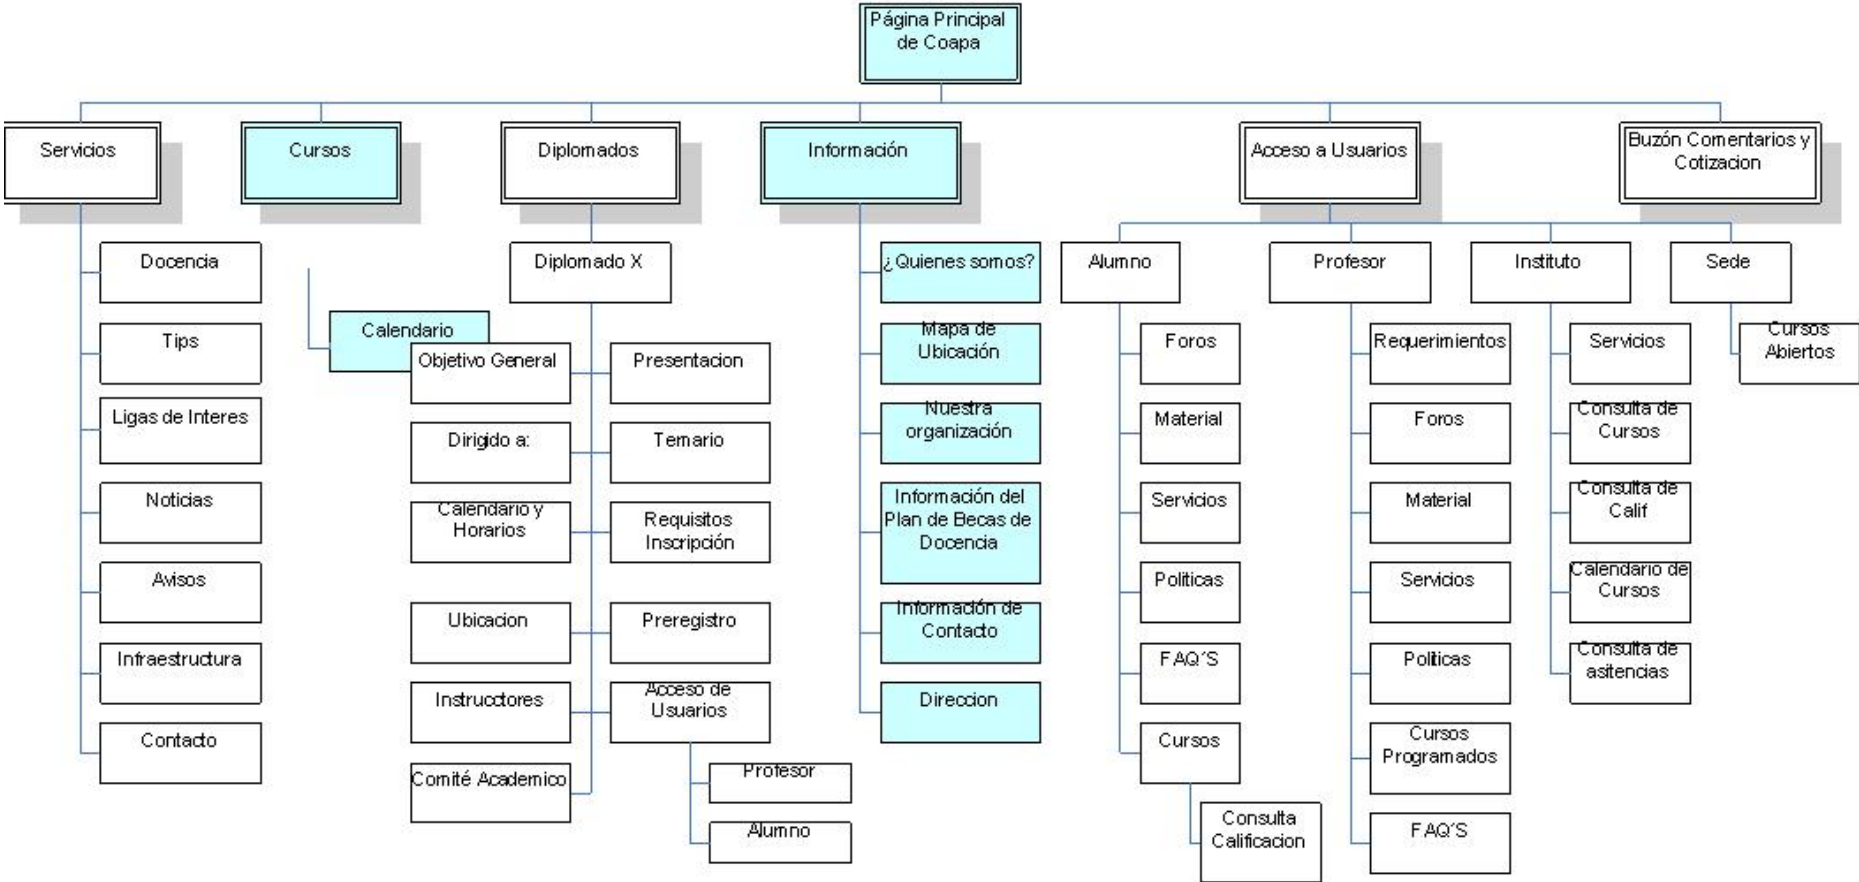 Página Principal
de Coapa
Servicios
Cursos
Diplomados
Información
Acceso a Usuarios
Buzón Comentarios y
Cotizacion
Docencia
Tips
Ligas de Interes
Noticias
Avisos
Infraestructura
Contacto
Calendario
Diplomado X
Objetivo General
Presentacion
Dirigido a:
Temario
Calendario y
Horarios
Requisitos
Inscripción
Ubicacion
Preregistro
Instrucctores
Acceso de
Usuarios
Comité Academico
Profesor
Alumno
¿Quienes somos?
Mapa de
Ubicación
Nuestra
organización
Información del
Plan de Becas de
Docencia
Información de
Contacto
Direccion
Alumno
Foros
Material
Servicios
Politicas
FAQ´S
Cursos
Consulta
Calificacion
Profesor
Requerimientos
Foros
Material
Servicios
Politicas
Cursos
Programados
FAQ´S
Instituto
Servicios
Consulta de
Cursos
Consulta de
Calif
Calendario de
Cursos
Consulta de
asitencias
Sede
Cursos
Abiertos